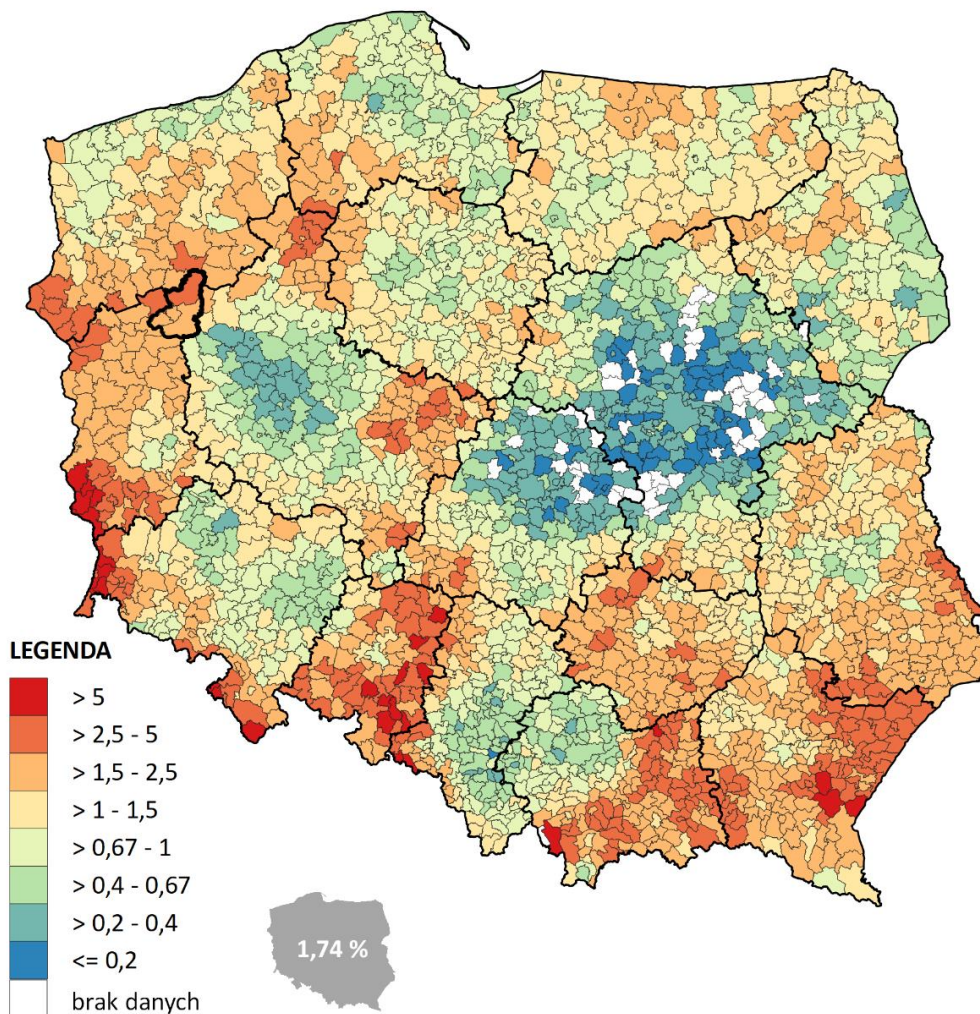 LEGENDA
> 5
> 2,5 - 5
> 1,5 - 2,5
> 1 - 1,5
> 0,67 - 1
> 0,4 - 0,67
> 0,2 - 0,4
<= 0,2
brak danych
1,74 %